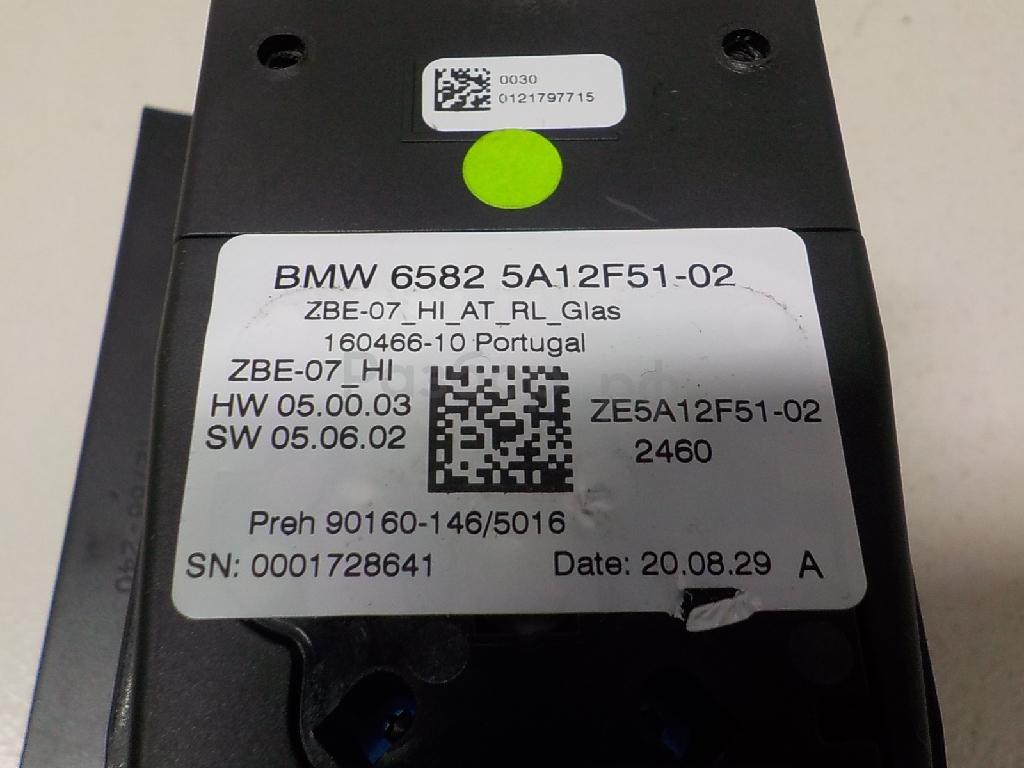 0030
0121797715
BMW 6582 5A12F51-02
ZBE-07_HI_AT_RL_Glas
160466-10 Portugal
ZBE-07_HI
HW 05.00.03
SW 05.06.02
ZE5A12F51-02
2460
Preh 90160-146/5016
SN: 0001728641
Date: 20.08.29 A